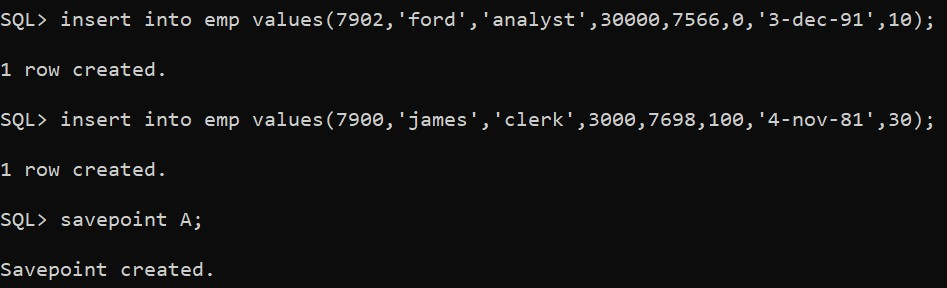 SQL> insert into emp values(7902,'ford','analyst',30000,7566,0,'3-dec-91',10);
1 row created.
SQL> insert into emp values(7900,'james','clerk',3000,7698,100,'4-nov-81',30);
1 row created.
SQL> savepoint A;
Savepoint created.